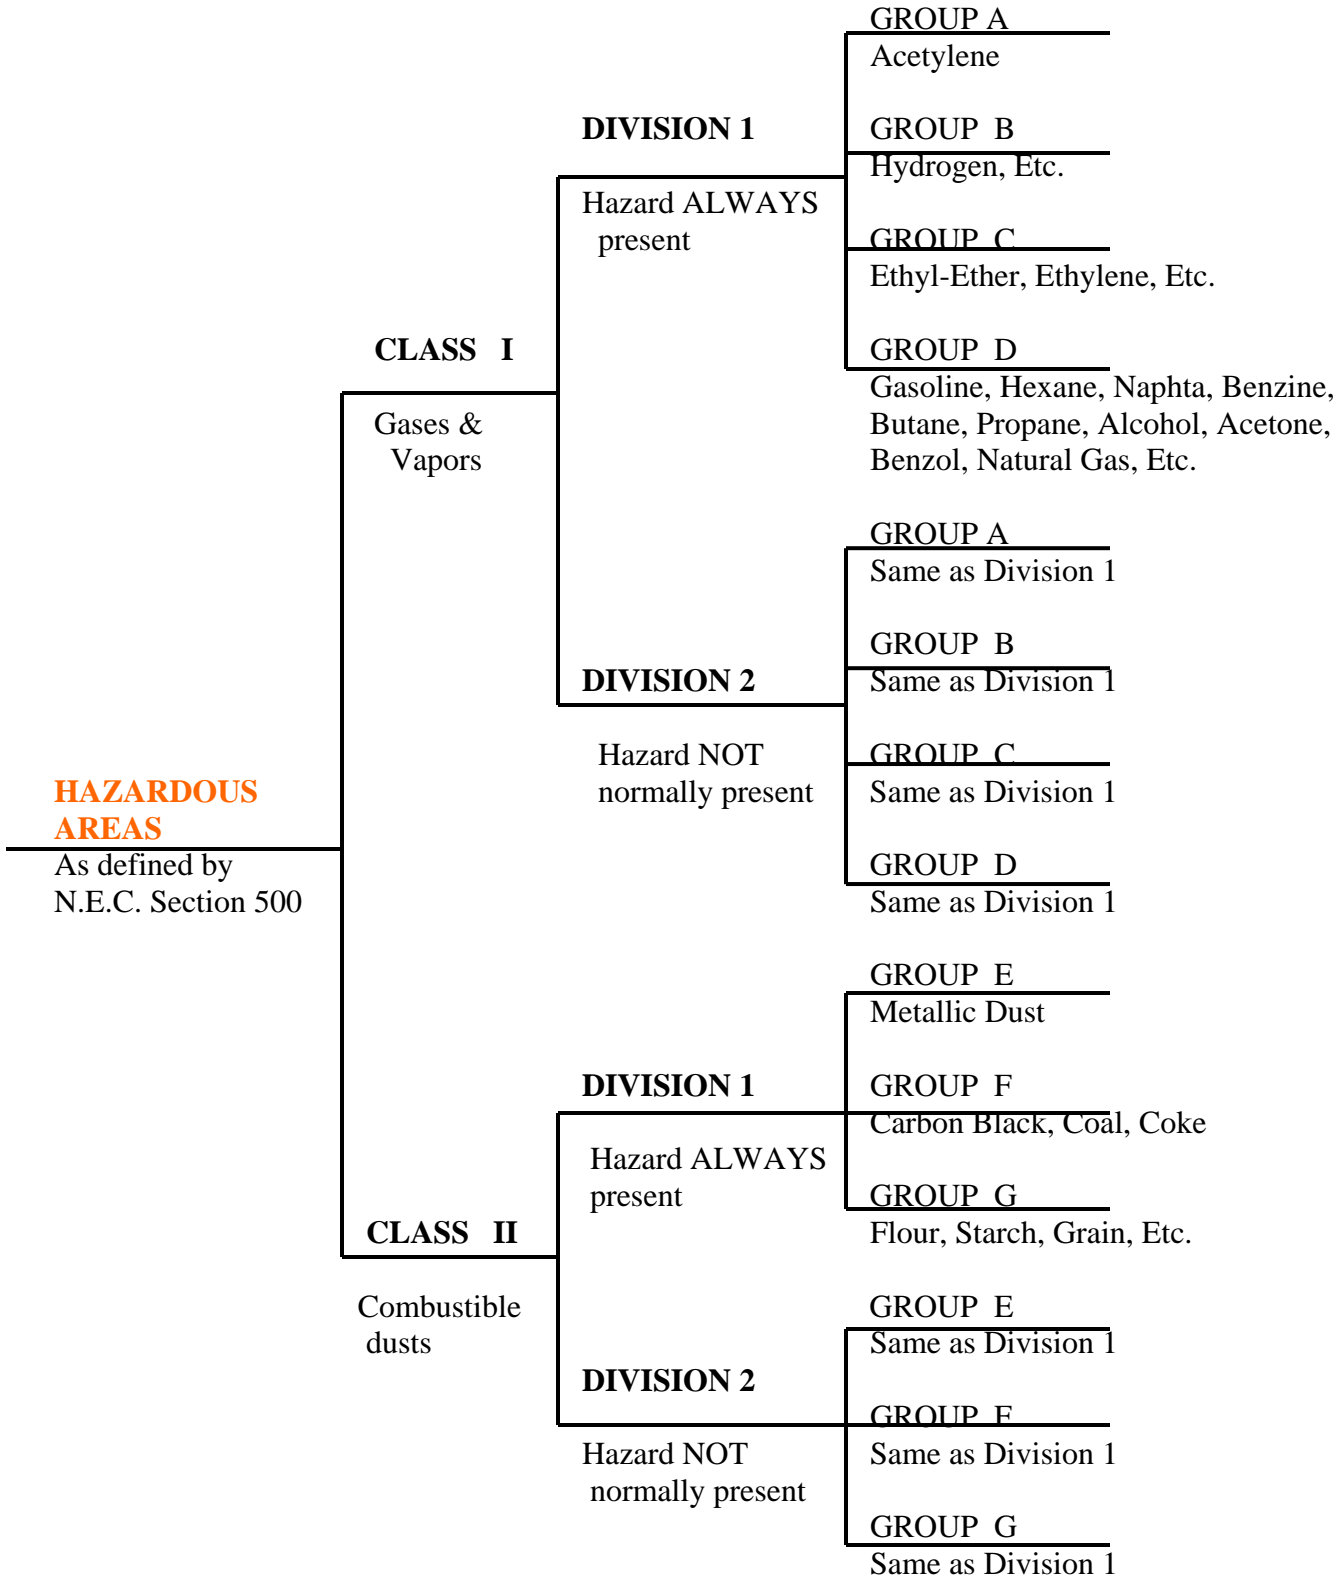 HAZARDOUS
AREAS
As defined by
N.E.C. Section 500
CLASS I
Gases &
Vapors
DIVISION 1
Hazard ALWAYS
present
GROUP A
Acetylene
GROUP B
Hydrogen, Etc.
GROUP C
Ethyl-Ether, Ethylene, Etc.
GROUP D
Gasoline, Hexane, Naphta, Benzine,
Butane, Propane, Alcohol, Acetone,
Benzol, Natural Gas, Etc.
DIVISION 2
Hazard NOT
normally present
GROUP A
Same as Division 1
GROUP B
Same as Division 1
GROUP C
Same as Division 1
GROUP D
Same as Division 1
CLASS II
Combustible
dusts
DIVISION 1
Hazard ALWAYS
present
GROUP E
Metallic Dust
GROUP F
Carbon Black, Coal, Coke
GROUP G
Flour, Starch, Grain, Etc.
DIVISION 2
Hazard NOT
normally present
GROUP E
Same as Division 1
GROUP F
Same as Division 1
GROUP G
Same as Division 1